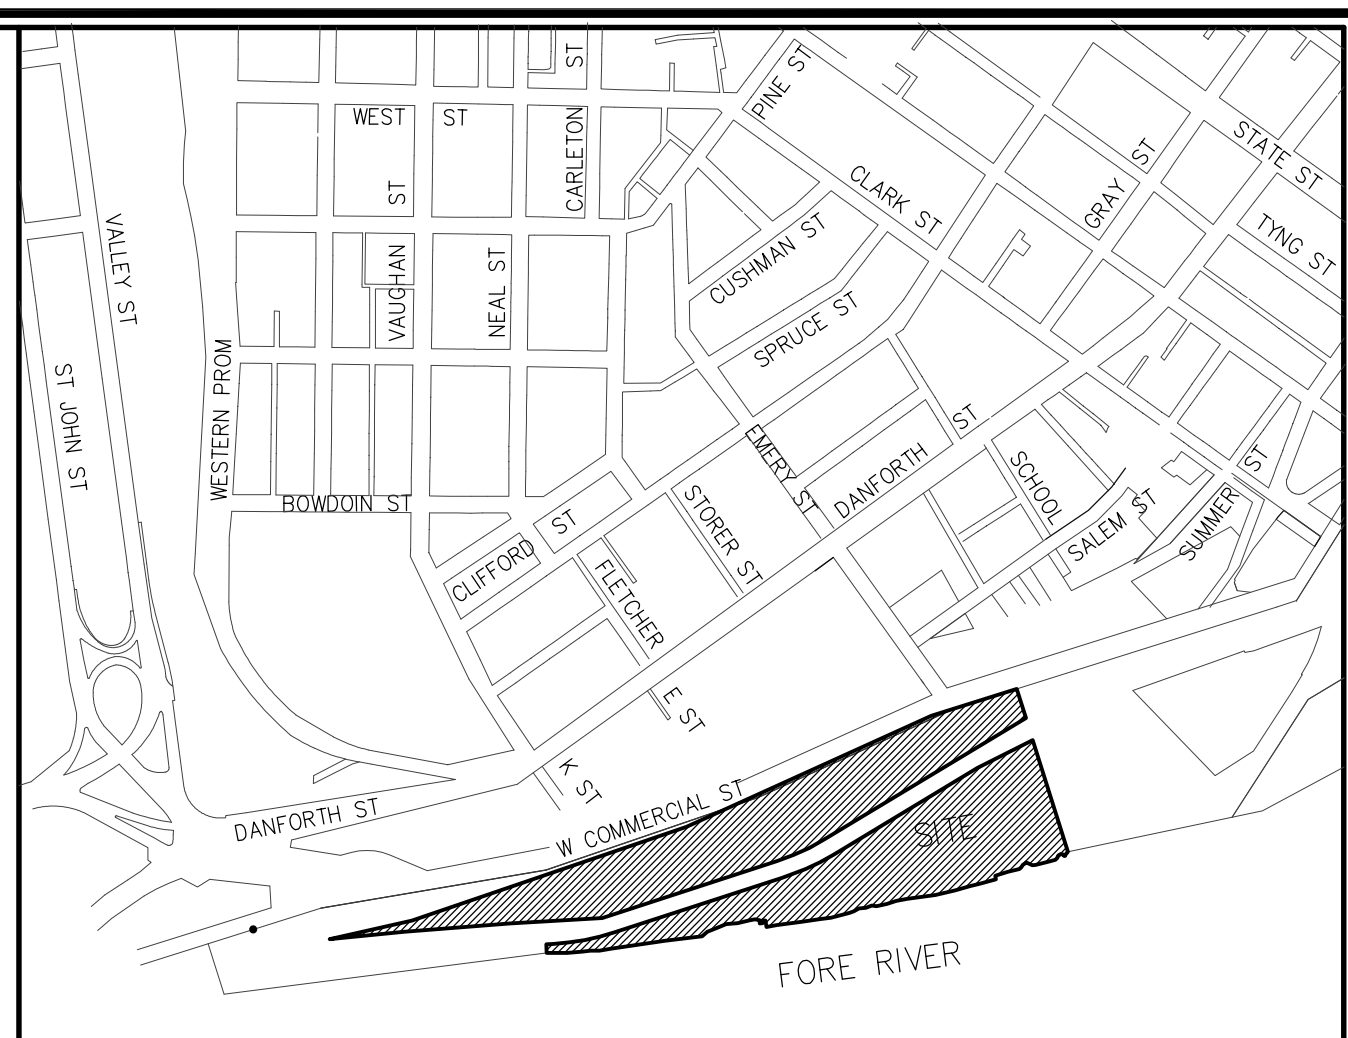 PINE ST
ST
CARLETON
WEST ST
STATE ST
GRAY ST
CLARK ST
TYNG ST
VALLEY ST
VAUGHAN ST
NEAL ST
CUSHMAN ST
SPRUCE ST
WESTERN PROM
ST JOHN ST
EMERY ST
DANFORTH ST
SCHOOL
SALEM ST
SUMMER ST
BOWDOIN ST
STORER ST
CLIFFORD ST
FLETCHER
E ST
K ST
DANFORTH ST
W COMMERCIAL ST
SITE
FORE RIVER